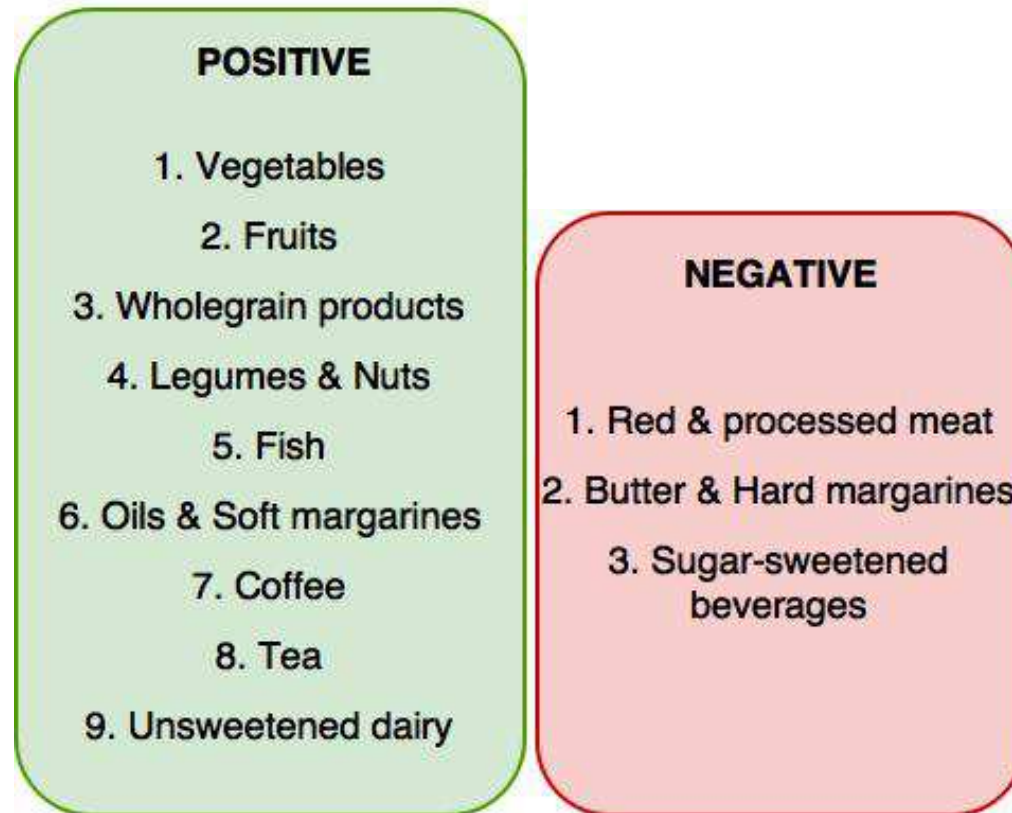 POSITIVE
1. Vegetables
2. Fruits
3. Wholegrain products
4. Legumes & Nuts
5. Fish
6. Oils & Soft margarines
7. Coffee
8. Tea
9. Unsweetened dairy
NEGATIVE
1. Red & processed meat
2. Butter & Hard margarines
3. Sugar-sweetened
beverages